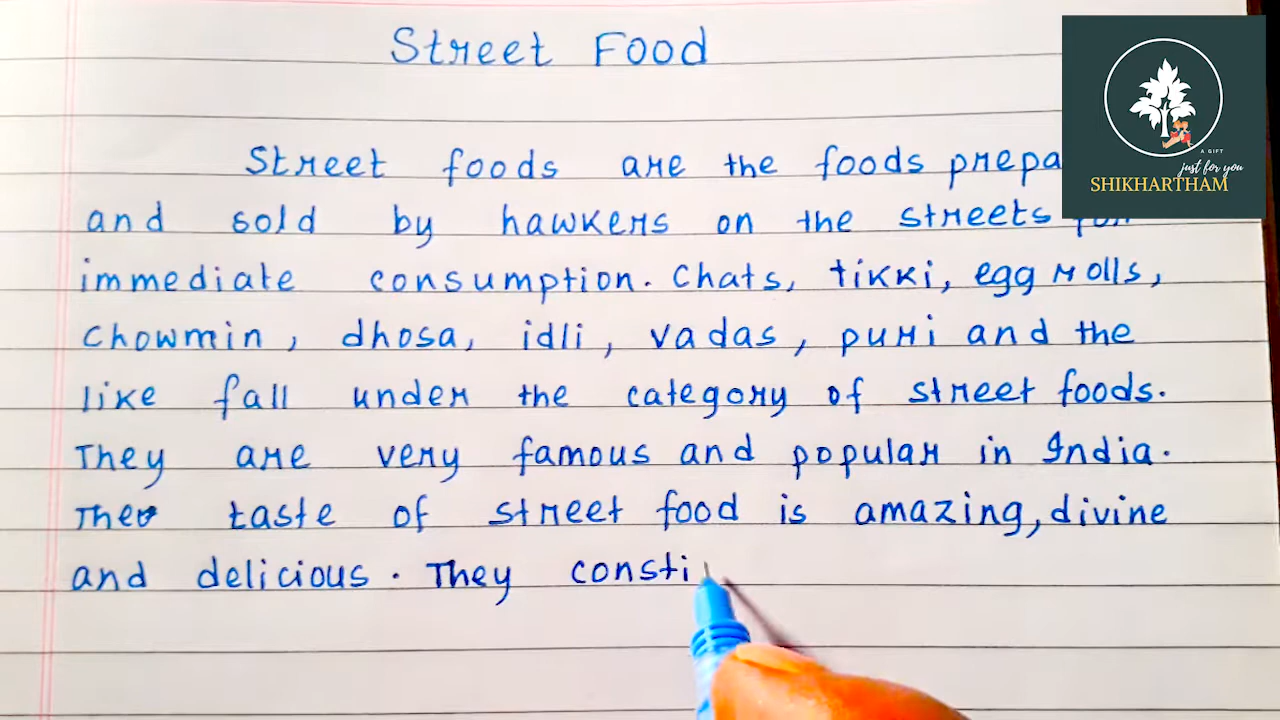 Street Food
Street foods are the foods prepa
and sold by hawkers on the streets for
immediate consumption. Chats, tikki, egg rolls,
chowmin, dhosa, idli, vadas, puri and the
like fall under the category of street foods.
They are very famous and popular in India.
The taste of street food is amazing, divine
and delicious. They consti
A GIFT
just for you
SHIKHARTHAM